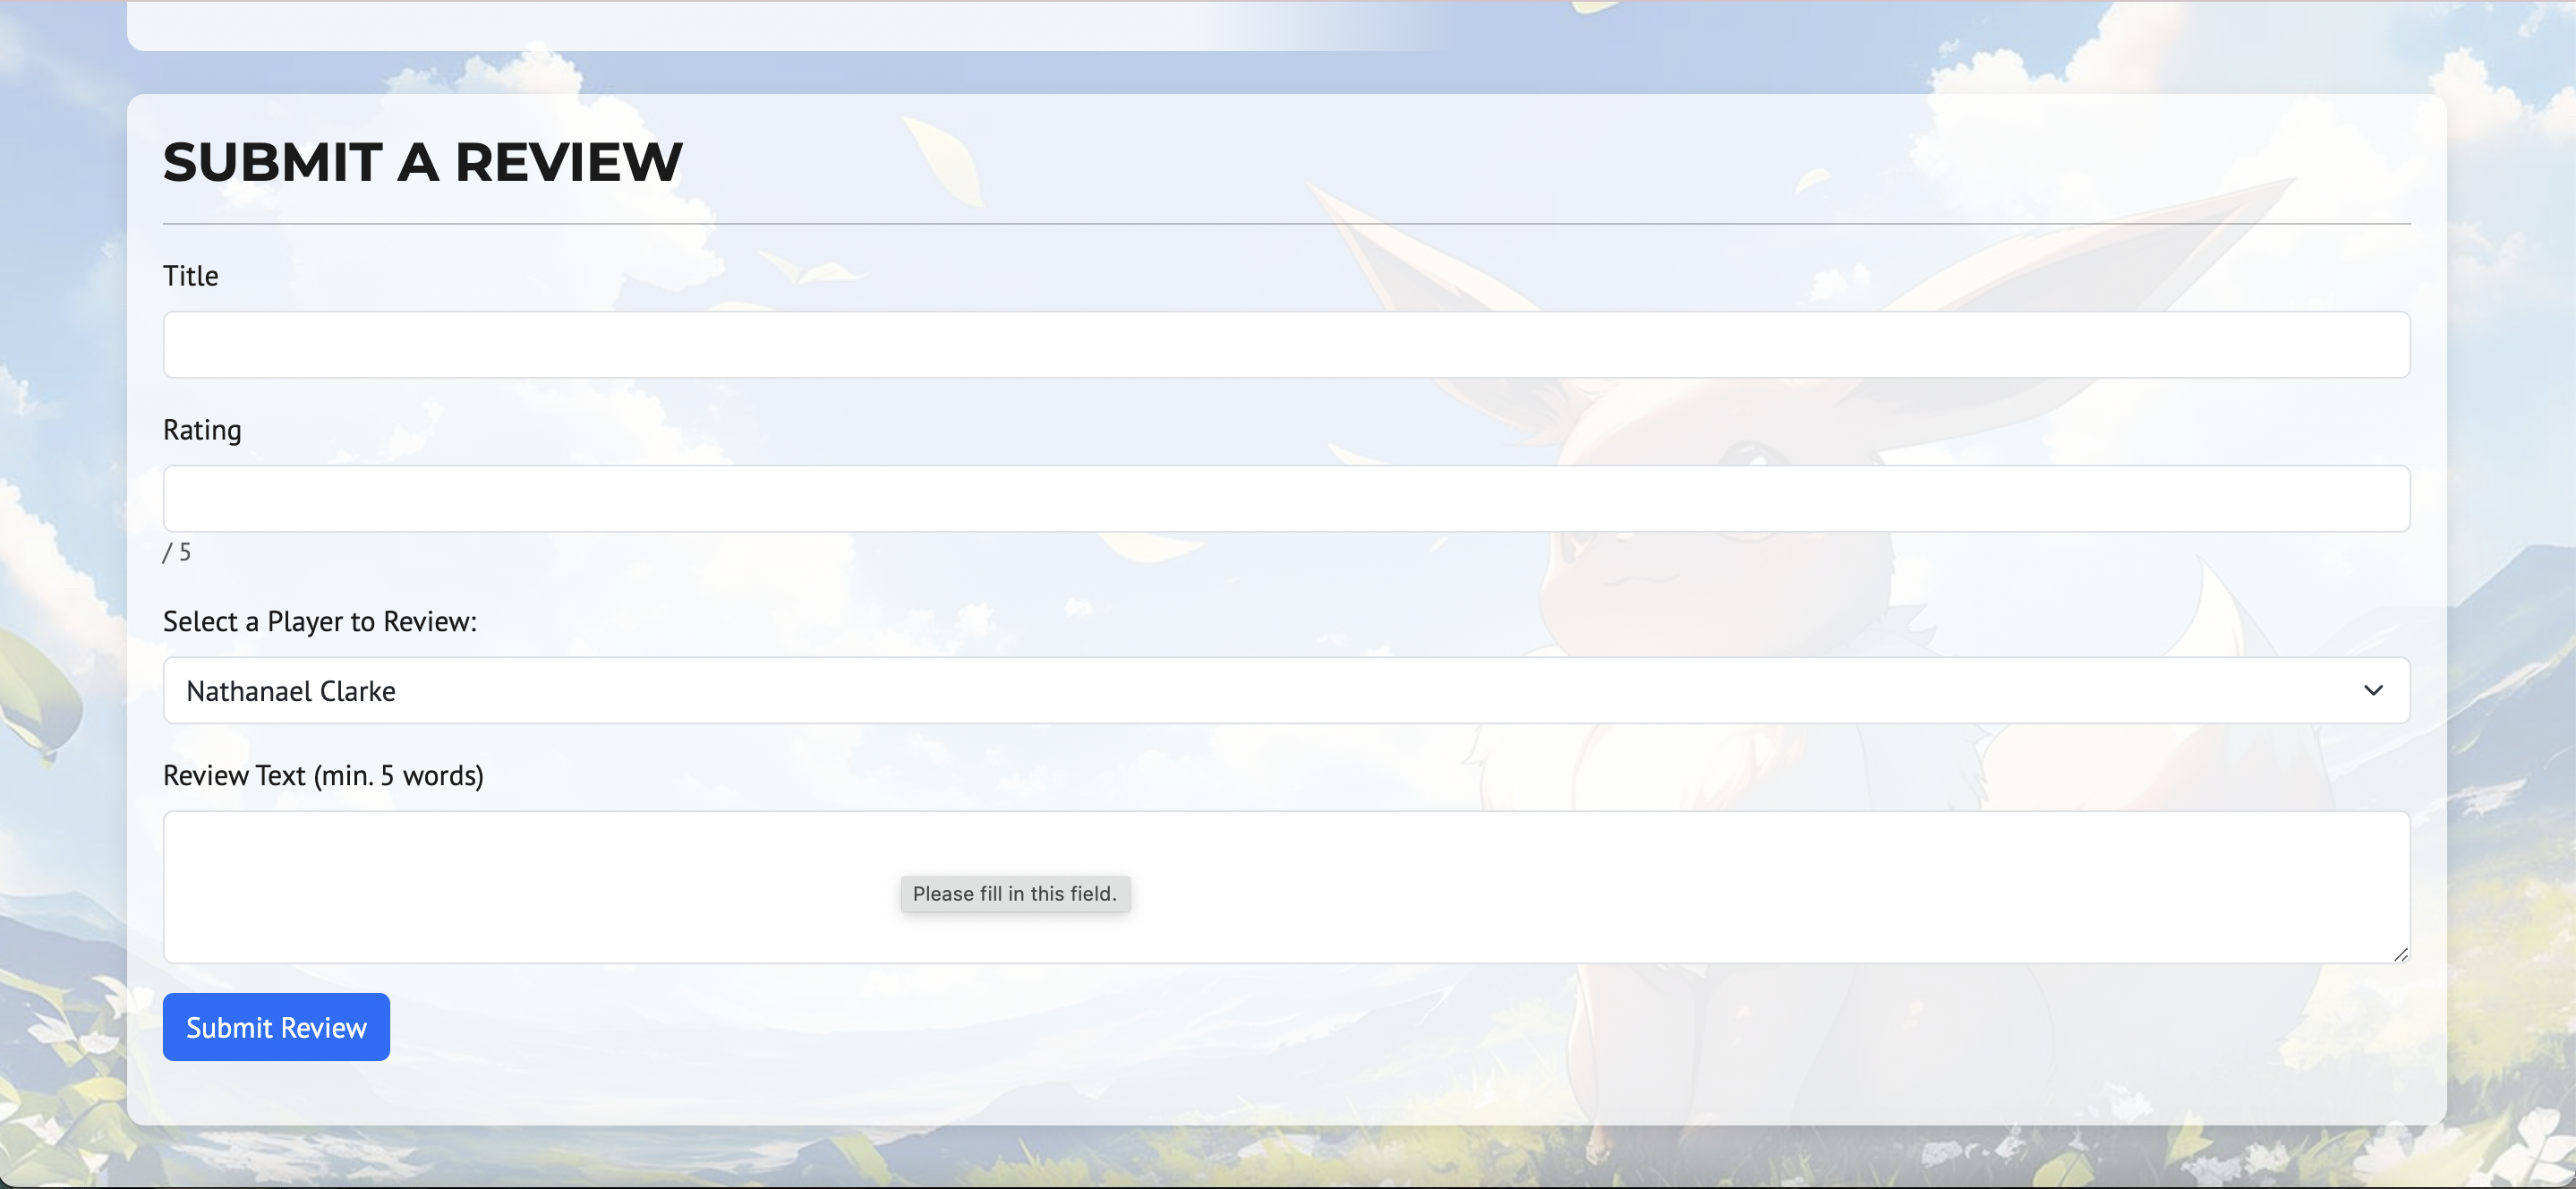 SUBMIT A REVIEW
Title
Rating
/ 5
Select a Player to Review:
Nathanael Clarke
Review Text (min. 5 words)
Please fill in this field.
Submit Review